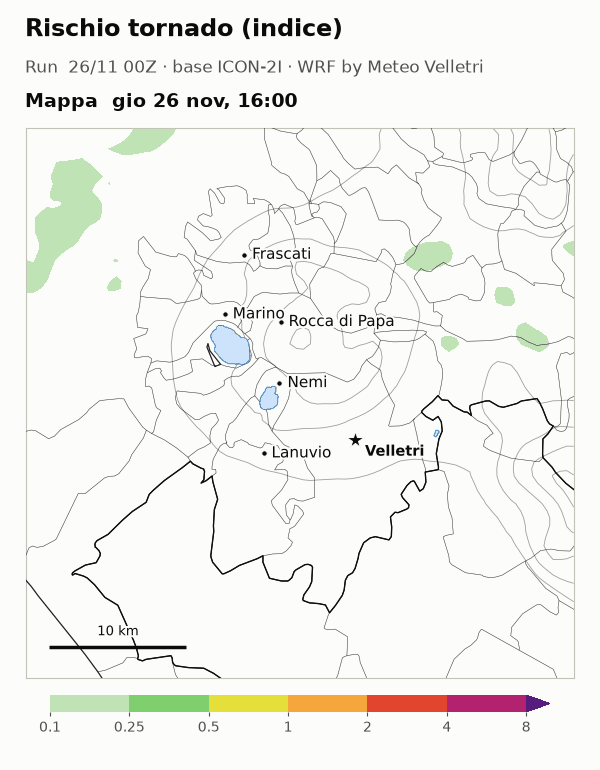 Rischio tornado (indice)
Run  26/11 00Z · base ICON-2I · WRF by Meteo Velletri
Mappa  gio 26 nov, 16:00
Frascati
Marino
Rocca di Papa
Nemi
Velletri
Lanuvio
10 km
0.1 0.25 0.5 1 2 4 8